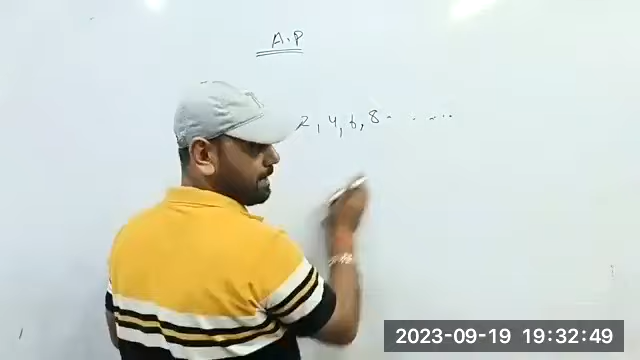 A.P
2, 4, 6, 8- . . . . .
2023-09-19 19:32:49